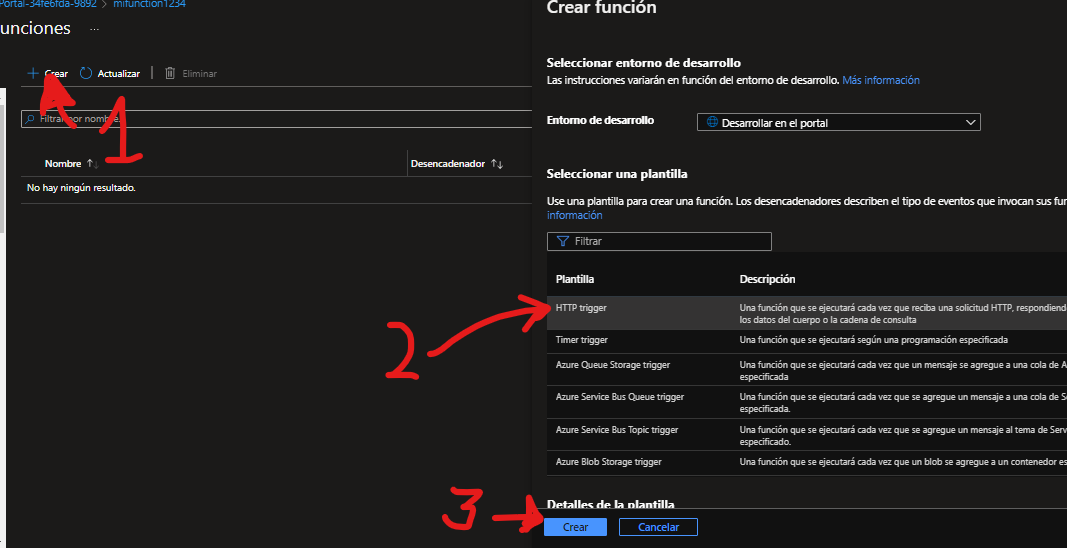 Portal-34fe6fda-9892 > mifunction1234
unciones ...
Crear Actualizar Eliminar
1
Filtrar por nombre.
Nombre Desencadenador
No hay ningún resultado.
Crear función
Seleccionar entorno de desarrollo
Las instrucciones variarán en función del entorno de desarrollo. Más información
Entorno de desarrollo Desarrollar en el portal
Seleccionar una plantilla
Use una plantilla para crear una función. Los desencadenadores describen el tipo de eventos que invocan sus fun
información
Filtrar
Plantilla Descripción
2
HTTP trigger Una función que se ejecutará cada vez que reciba una solicitud HTTP, respondiend
los datos del cuerpo o la cadena de consulta
Timer trigger Una función que se ejecutará según una programación especificada
Azure Queue Storage trigger Una función que se ejecutará cada vez que un mensaje se agregue a una cola de A
especificada
Azure Service Bus Queue trigger Una función que se ejecutará cada vez que se agregue un mensaje a una cola de Se
especificada.
Azure Service Bus Topic trigger Una función que se ejecutará cada vez que se agregue un mensaje al tema de Serv
especificado.
Azure Blob Storage trigger Una función que se ejecutará cada vez que un blob se agregue a un contenedor es
Detalles de la plantilla
3
Crear Cancelar